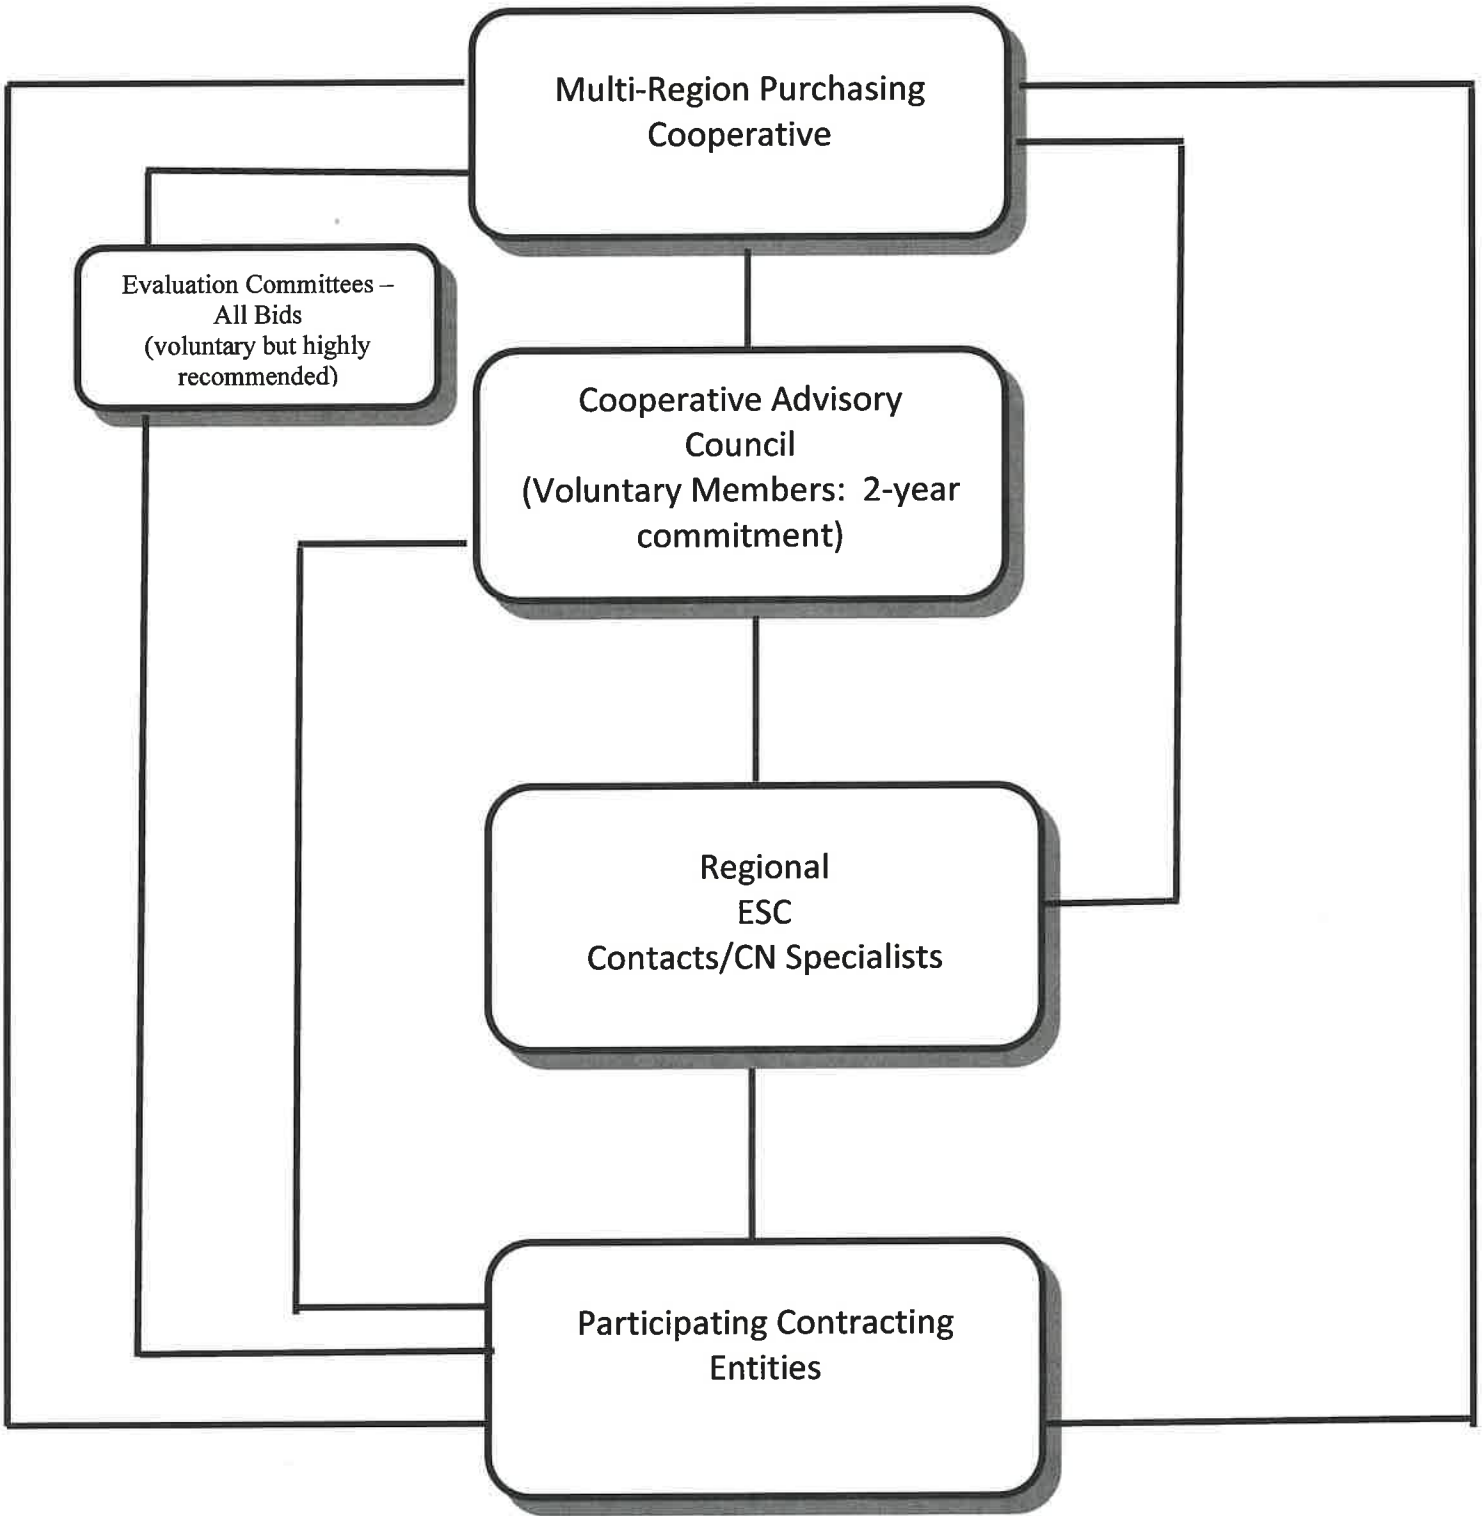 Multi-Region Purchasing
Cooperative
Evaluation Committees –
All Bids
(voluntary but highly
recommended)
Cooperative Advisory
Council
(Voluntary Members:  2-year
commitment)
Regional
ESC
Contacts/CN Specialists
Participating Contracting
Entities